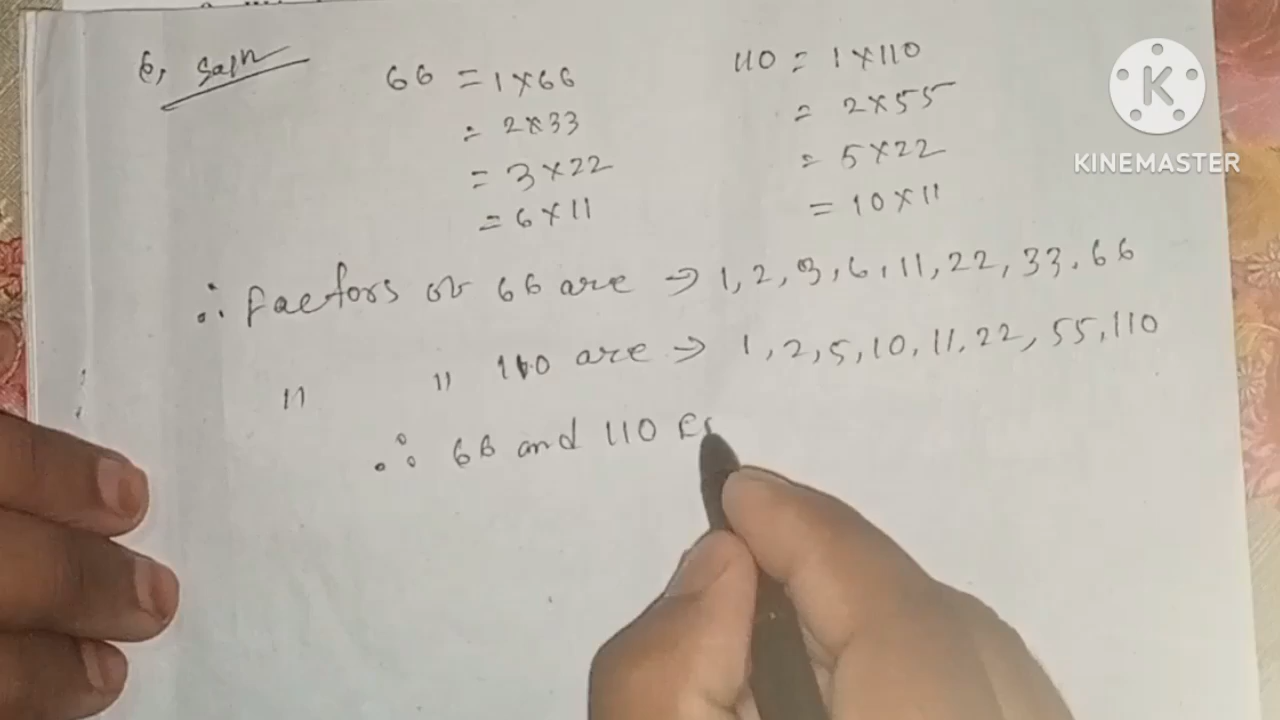 6, Soln
66 = 1×66
= 2×33
= 3×22
= 6×11
110 = 1×110
= 2×55
= 5×22
= 10×11
∴ Factors of 66 are → 1, 2, 3, 6, 11, 22, 33, 66
" " 110 are → 1, 2, 5, 10, 11, 22, 55, 110
∴ 66 and 110
KINEMASTER